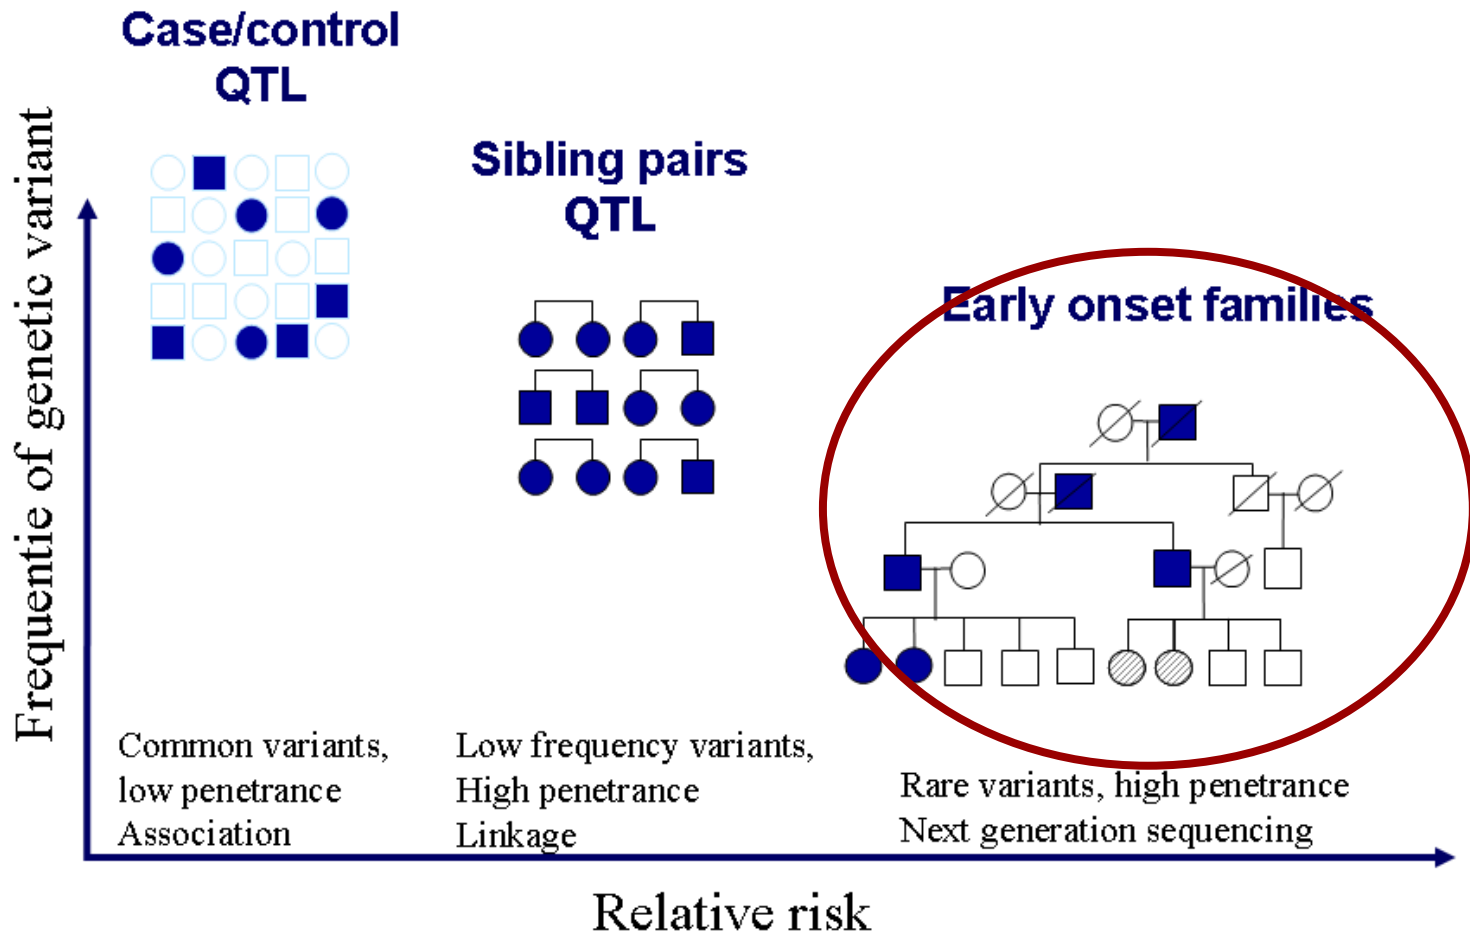 Case/control
QTL
Sibling pairs
QTL
Early onset families
Frequentie of genetic variant
Common variants,
low penetrance
Association
Low frequency variants,
High penetrance
Linkage
Rare variants, high penetrance
Next generation sequencing
Relative risk